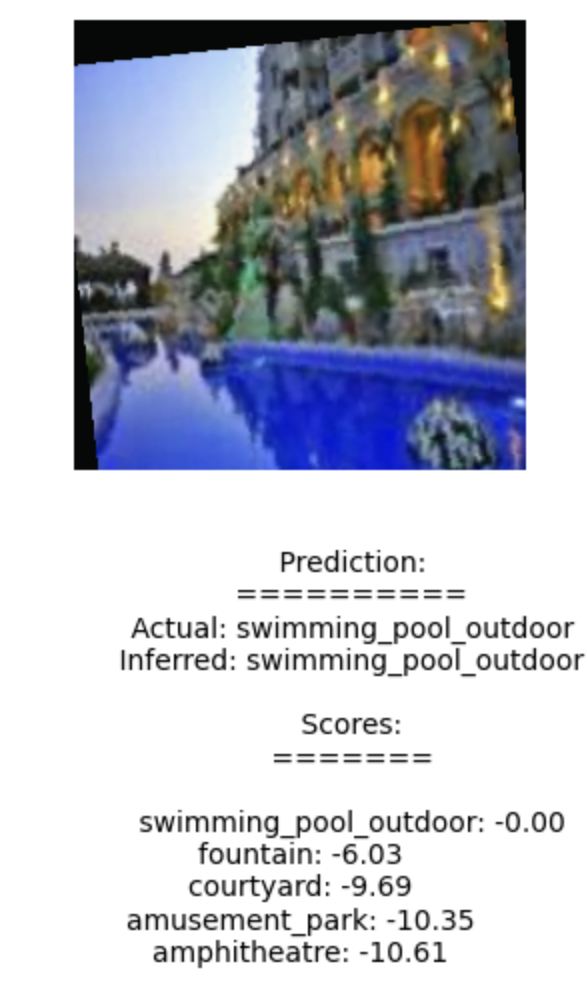 Prediction:
==========
Actual: swimming_pool_outdoor
Inferred: swimming_pool_outdoor
Scores:
=======
swimming_pool_outdoor: -0.00
fountain: -6.03
courtyard: -9.69
amusement_park: -10.35
amphitheatre: -10.61